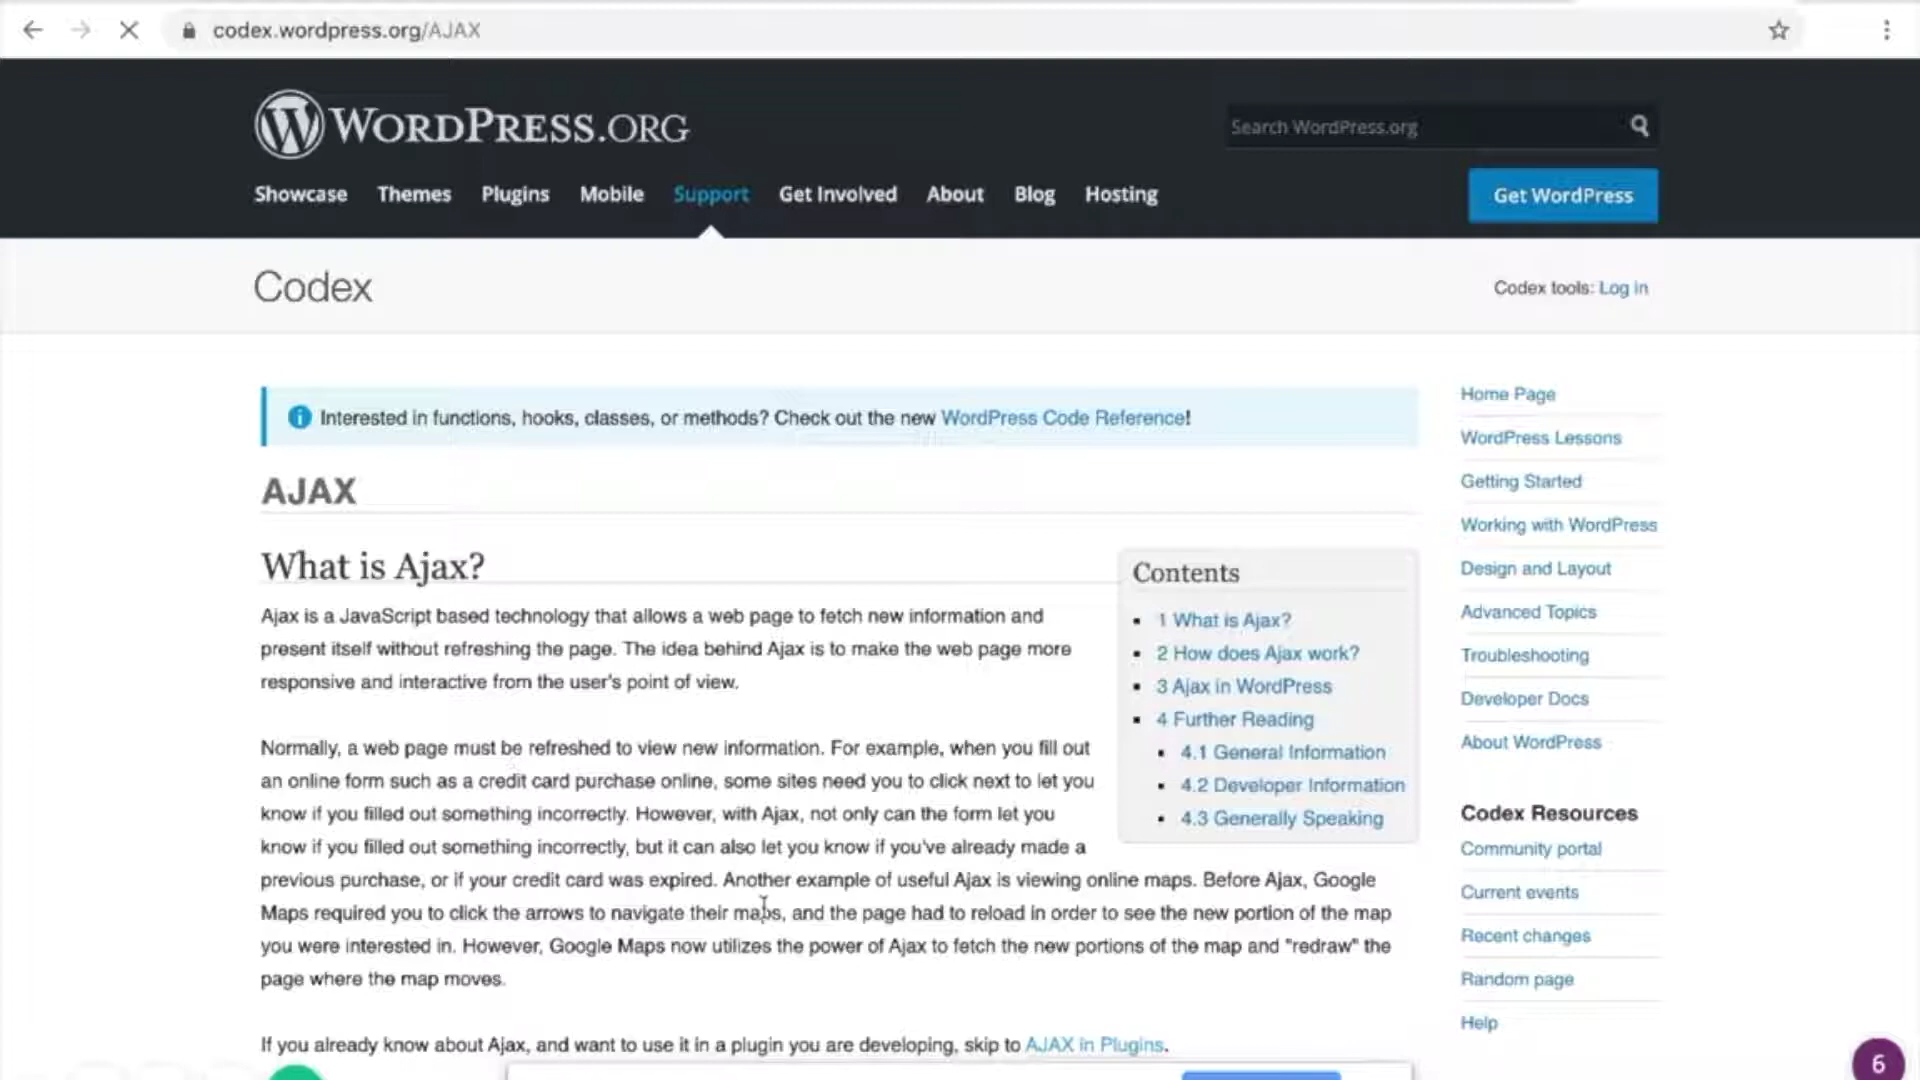 codex.wordpress.org/AJAX
WORDPRESS.ORG
Search WordPress.org
Showcase Themes Plugins Mobile Support Get Involved About Blog Hosting
Get WordPress
Codex
Codex tools: Log in
Interested in functions, hooks, classes, or methods? Check out the new WordPress Code Reference!
AJAX
What is Ajax?
Ajax is a JavaScript based technology that allows a web page to fetch new information and
present itself without refreshing the page. The idea behind Ajax is to make the web page more
responsive and interactive from the user's point of view.
Normally, a web page must be refreshed to view new information. For example, when you fill out
an online form such as a credit card purchase online, some sites need you to click next to let you
know if you filled out something incorrectly. However, with Ajax, not only can the form let you
know if you filled out something incorrectly, but it can also let you know if you've already made a
previous purchase, or if your credit card was expired. Another example of useful Ajax is viewing online maps. Before Ajax, Google
Maps required you to click the arrows to navigate their maps, and the page had to reload in order to see the new portion of the map
you were interested in. However, Google Maps now utilizes the power of Ajax to fetch the new portions of the map and "redraw" the
page where the map moves.
If you already know about Ajax, and want to use it in a plugin you are developing, skip to AJAX in Plugins.
Contents
1 What is Ajax?
2 How does Ajax work?
3 Ajax in WordPress
4 Further Reading
4.1 General Information
4.2 Developer Information
4.3 Generally Speaking
Home Page
WordPress Lessons
Getting Started
Working with WordPress
Design and Layout
Advanced Topics
Troubleshooting
Developer Docs
About WordPress
Codex Resources
Community portal
Current events
Recent changes
Random page
Help
6